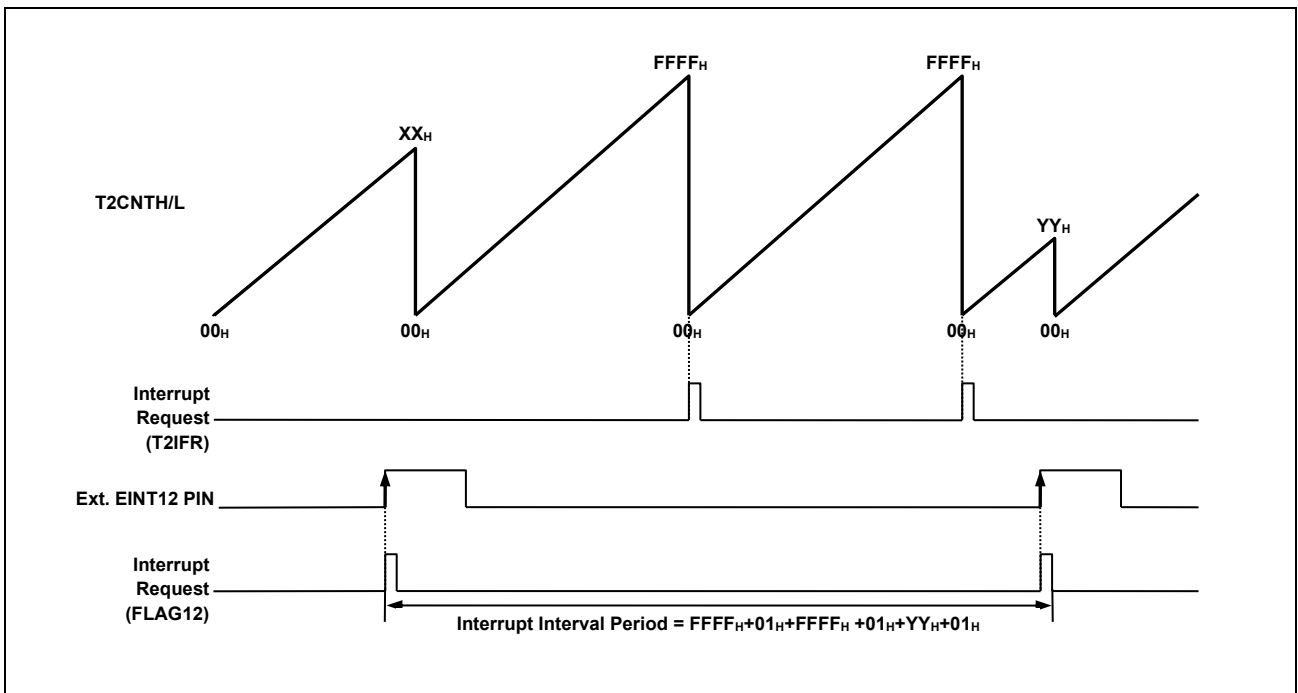 FFFFH FFFFH
XXH
T2CNTH/L
YYH
00H 00H 00H 00H 00H
Interrupt
Request
(T2IFR)
Ext. EINT12 PIN
Interrupt
Request
(FLAG12)
Interrupt Interval Period = FFFFH+01H+FFFFH +01H+YYH+01H